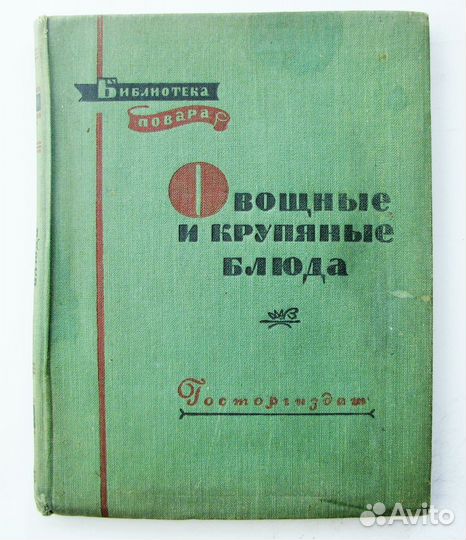 Библиотека
повара
Овощные
и крупяные
блюда
Госторгиздат
Avito